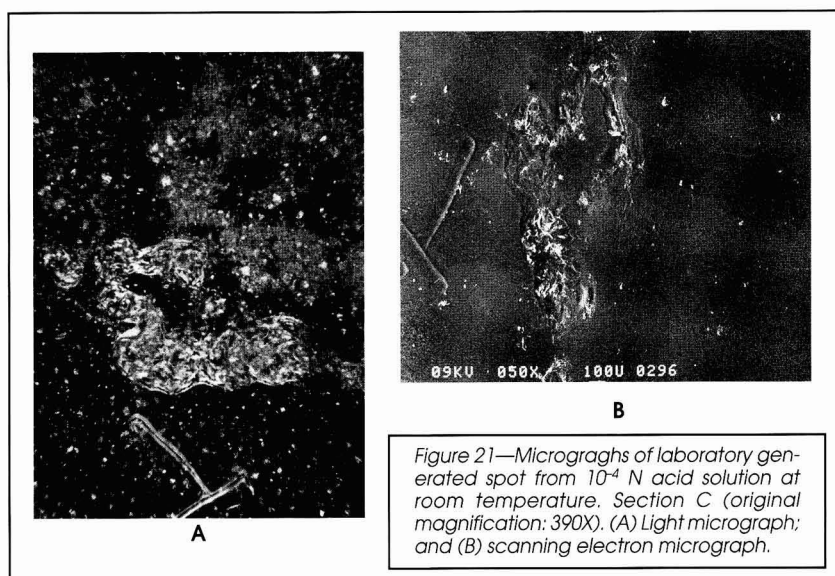 09KV 050X 100U 0296
A
B
Figure 21—Micrograghs of laboratory gen-
erated spot from 10⁻⁴ N acid solution at
room temperature. Section C (original
magnification: 390X). (A) Light micrograph;
and (B) scanning electron micrograph.